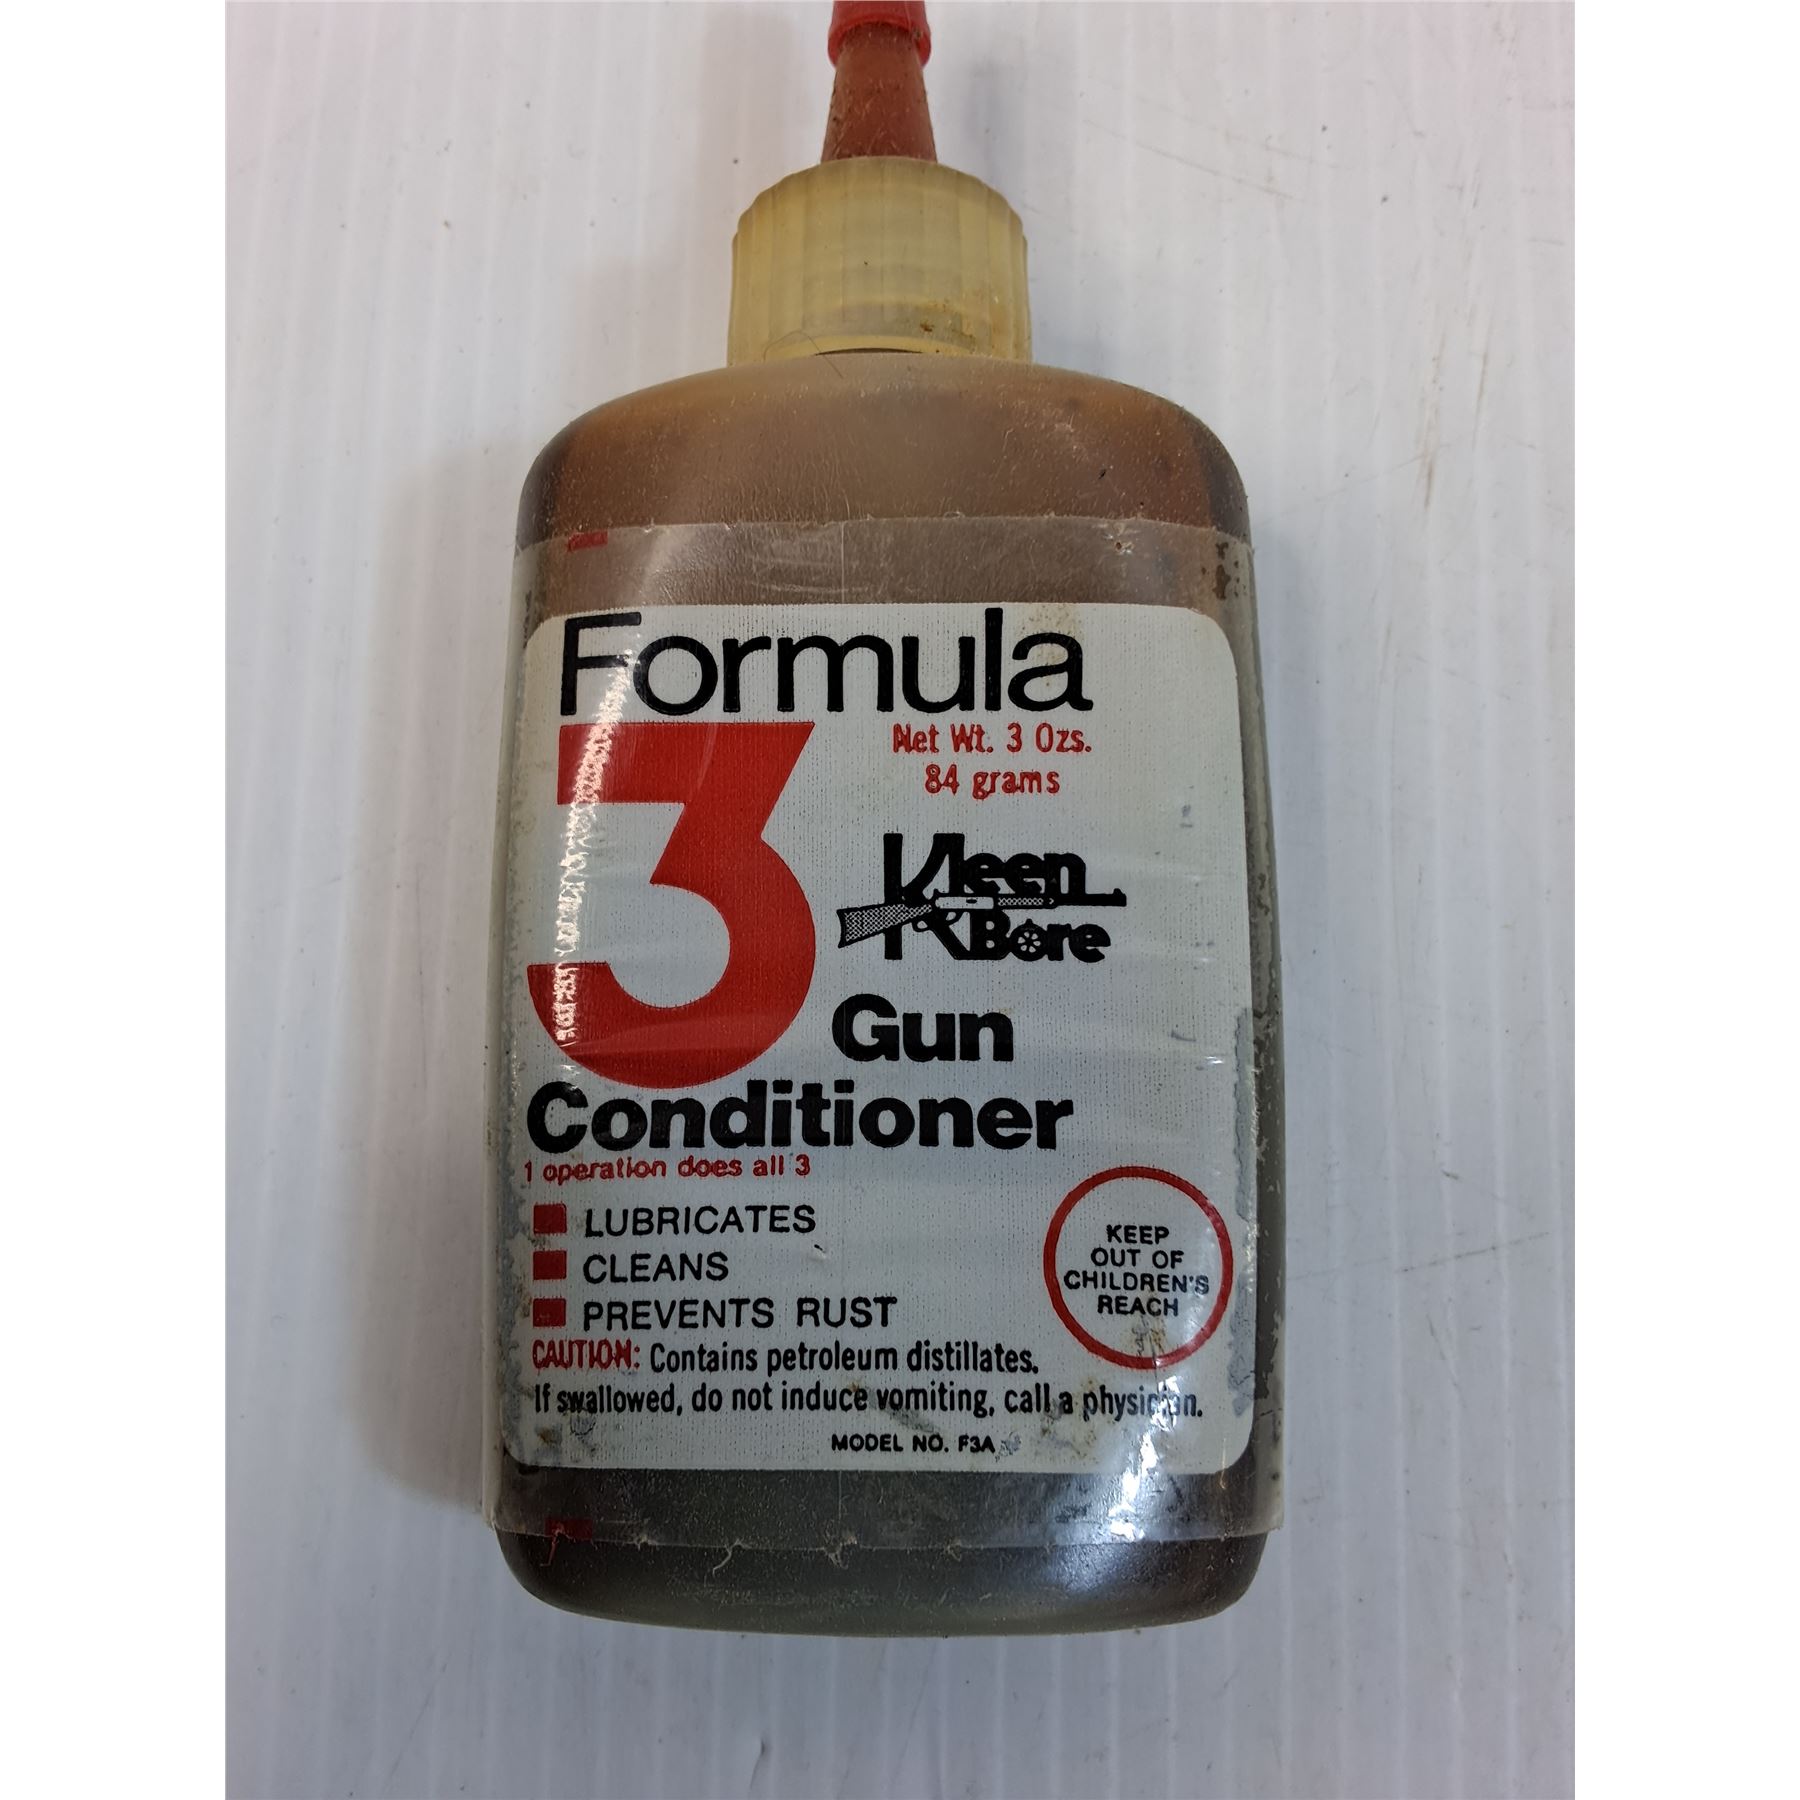 Formula
3
Net Wt. 3 Ozs.
84 grams
Kleen
Bore
Gun
Conditioner
1 operation does all 3
LUBRICATES
CLEANS
PREVENTS RUST
KEEP
OUT OF
CHILDREN'S
REACH
CAUTION: Contains petroleum distillates.
If swallowed, do not induce vomiting, call a physician.
MODEL NO. F3A